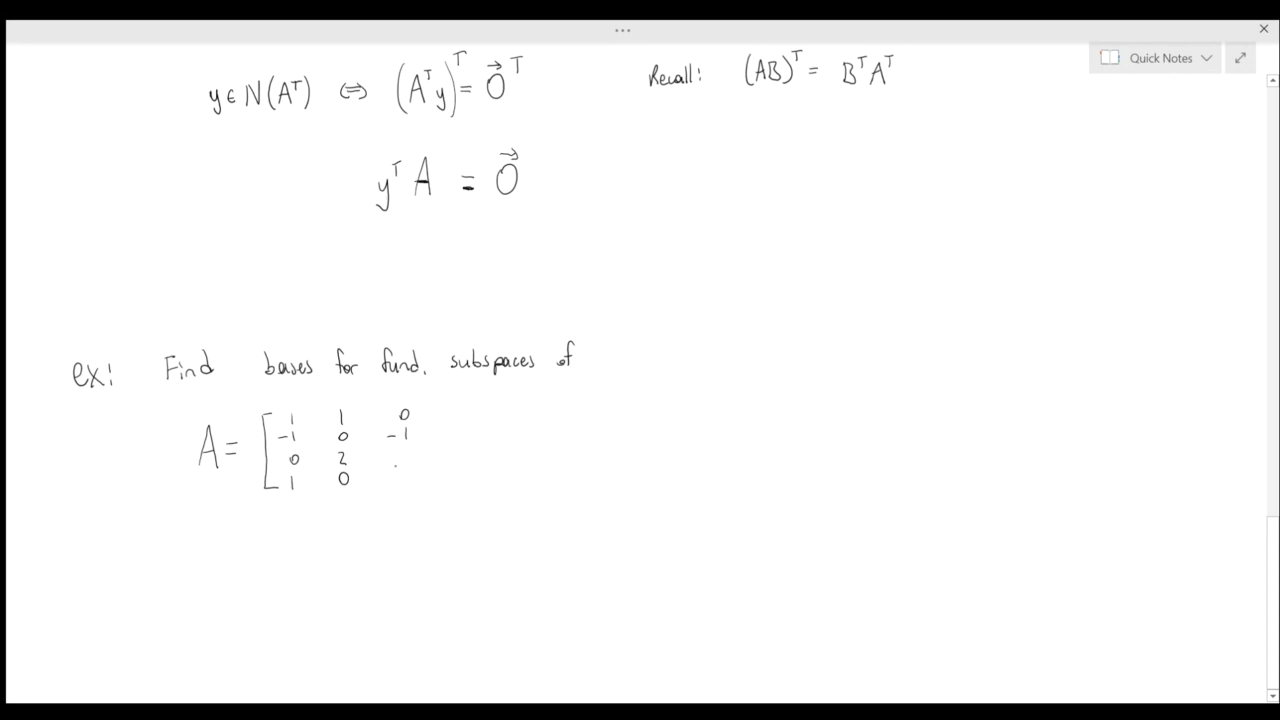 Quick Notes
y ∈ N(Aᵀ) ⇔ (Aᵀy)ᵀ = 0⃗ᵀ Recall: (AB)ᵀ = BᵀAᵀ
yᵀA = 0⃗
ex: Find bases for fund. subspaces of
A = [ 1 1 0
-1 0 -1
0 2 .
1 0